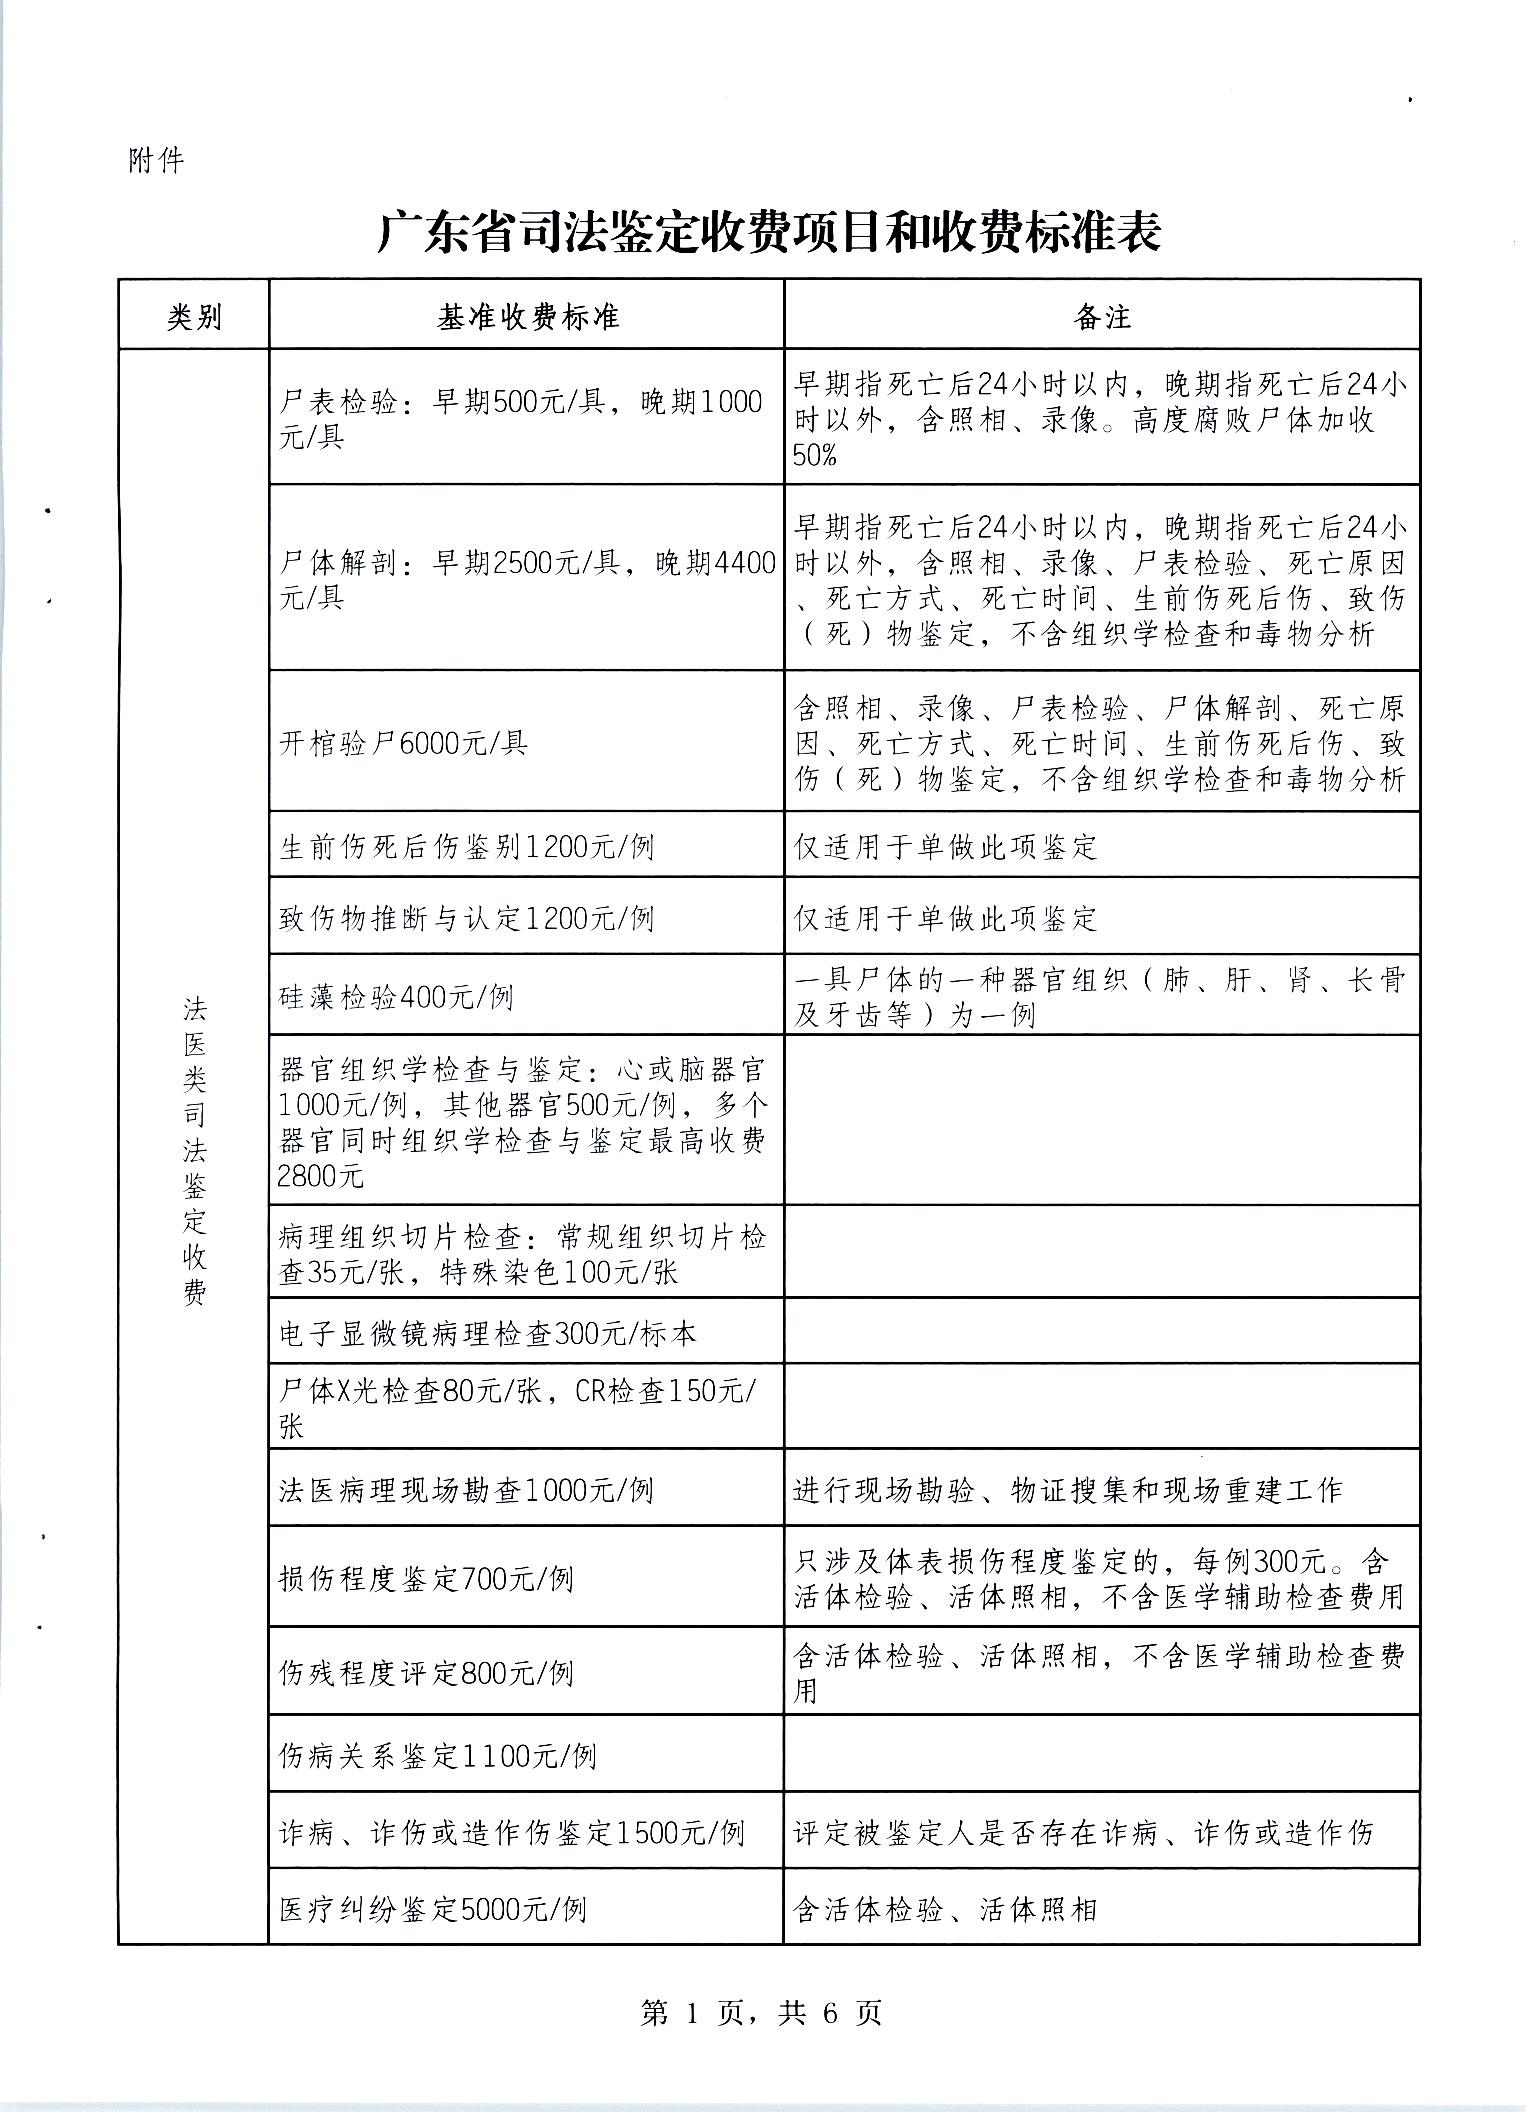 附件
广东省司法鉴定收费项目和收费标准表
类别
基准收费标准
备注
法医类司法鉴定收费
尸表检验：早期500元/具，晚期1000
元/具
早期指死亡后24小时以内，晚期指死亡后24小
时以外，含照相、录像。高度腐败尸体加收
50%
尸体解剖：早期2500元/具，晚期4400
元/具
早期指死亡后24小时以内，晚期指死亡后24小
时以外，含照相、录像、尸表检验、死亡原因
、死亡方式、死亡时间、生前伤死后伤、致伤
（死）物鉴定，不含组织学检查和毒物分析
开棺验尸6000元/具
含照相、录像、尸表检验、尸体解剖、死亡原
因、死亡方式、死亡时间、生前伤死后伤、致
伤（死）物鉴定，不含组织学检查和毒物分析
生前伤死后伤鉴别1200元/例
仅适用于单做此项鉴定
致伤物推断与认定1200元/例
仅适用于单做此项鉴定
硅藻检验400元/例
一具尸体的一种器官组织（肺、肝、肾、长骨
及牙齿等）为一例
器官组织学检查与鉴定：心或脑器官
1000元/例，其他器官500元/例，多个
器官同时组织学检查与鉴定最高收费
2800元
病理组织切片检查：常规组织切片检
查35元/张，特殊染色100元/张
电子显微镜病理检查300元/标本
尸体X光检查80元/张，CR检查150元/
张
法医病理现场勘查1000元/例
进行现场勘验、物证搜集和现场重建工作
损伤程度鉴定700元/例
只涉及体表损伤程度鉴定的，每例300元。含
活体检验、活体照相，不含医学辅助检查费用
伤残程度评定800元/例
含活体检验、活体照相，不含医学辅助检查费
用
伤病关系鉴定1100元/例
诈病、诈伤或造作伤鉴定1500元/例
评定被鉴定人是否存在诈病、诈伤或造作伤
医疗纠纷鉴定5000元/例
含活体检验、活体照相
第 1 页，共 6 页